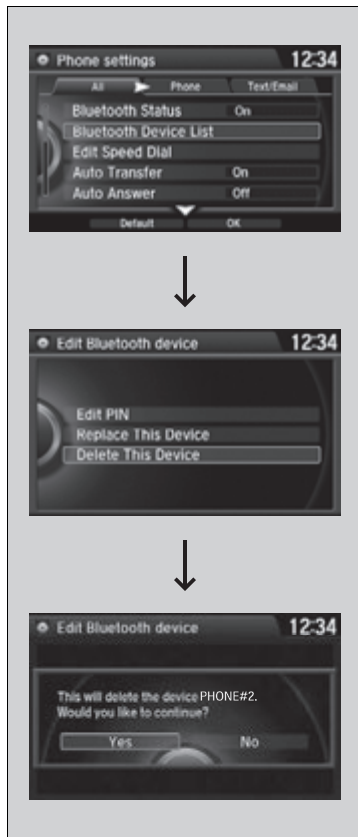 Phone settings 12:34
All Phone Text/Email
Bluetooth Status On
Bluetooth Device List
Edit Speed Dial
Auto Transfer On
Auto Answer Off
Default OK
Edit Bluetooth device 12:34
Edit PIN
Replace This Device
Delete This Device
Edit Bluetooth device 12:34
This will delete the device PHONE#2.
Would you like to continue?
Yes No